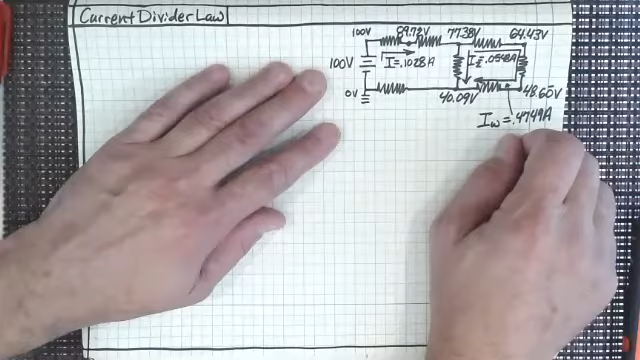 Current Divider Law
100V 89.72V 77.38V 64.43V
100V I=.1028A I=.0548A
0V 40.09V 48.60V
Iw=.4749A